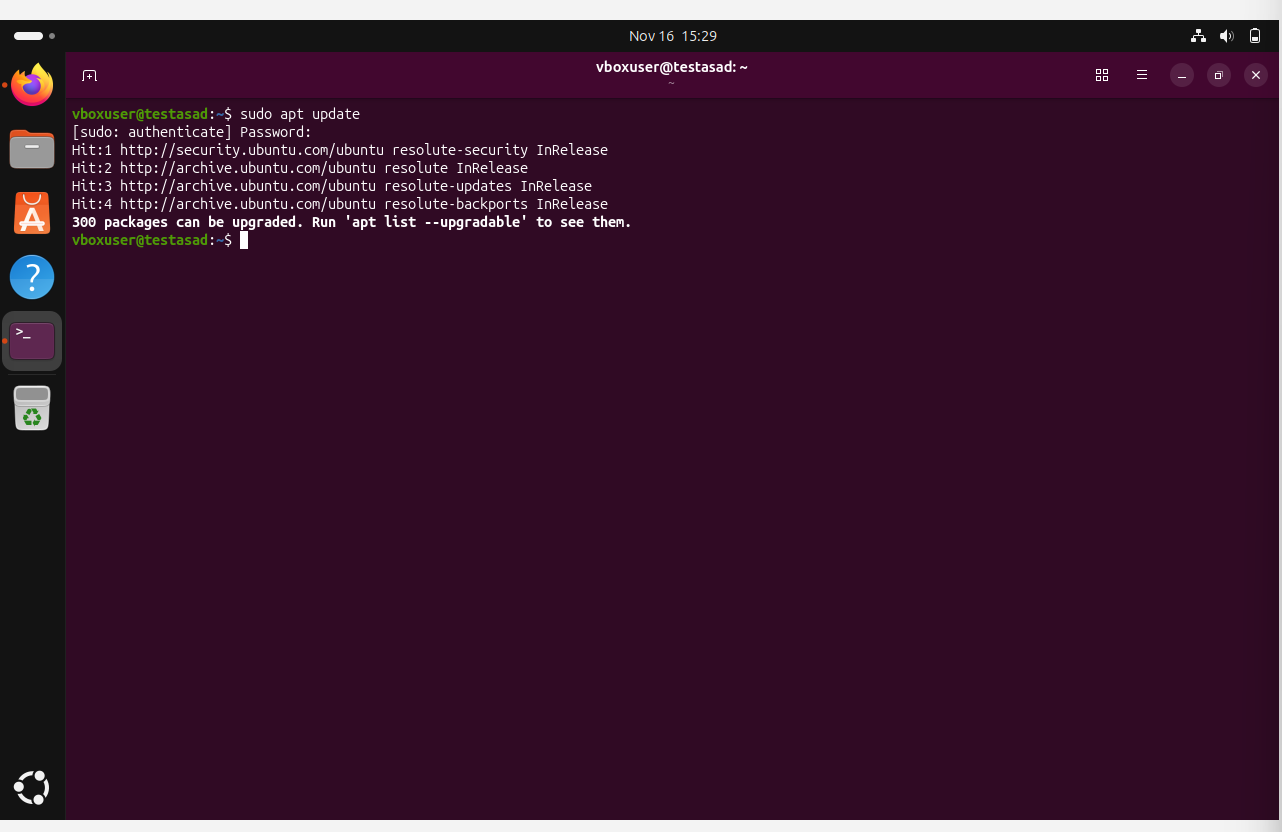 Nov 16 15:29
vboxuser@testasad: ~
~
vboxuser@testasad:~$ sudo apt update
[sudo: authenticate] Password:
Hit:1 http://security.ubuntu.com/ubuntu resolute-security InRelease
Hit:2 http://archive.ubuntu.com/ubuntu resolute InRelease
Hit:3 http://archive.ubuntu.com/ubuntu resolute-updates InRelease
Hit:4 http://archive.ubuntu.com/ubuntu resolute-backports InRelease
300 packages can be upgraded. Run 'apt list --upgradable' to see them.
vboxuser@testasad:~$